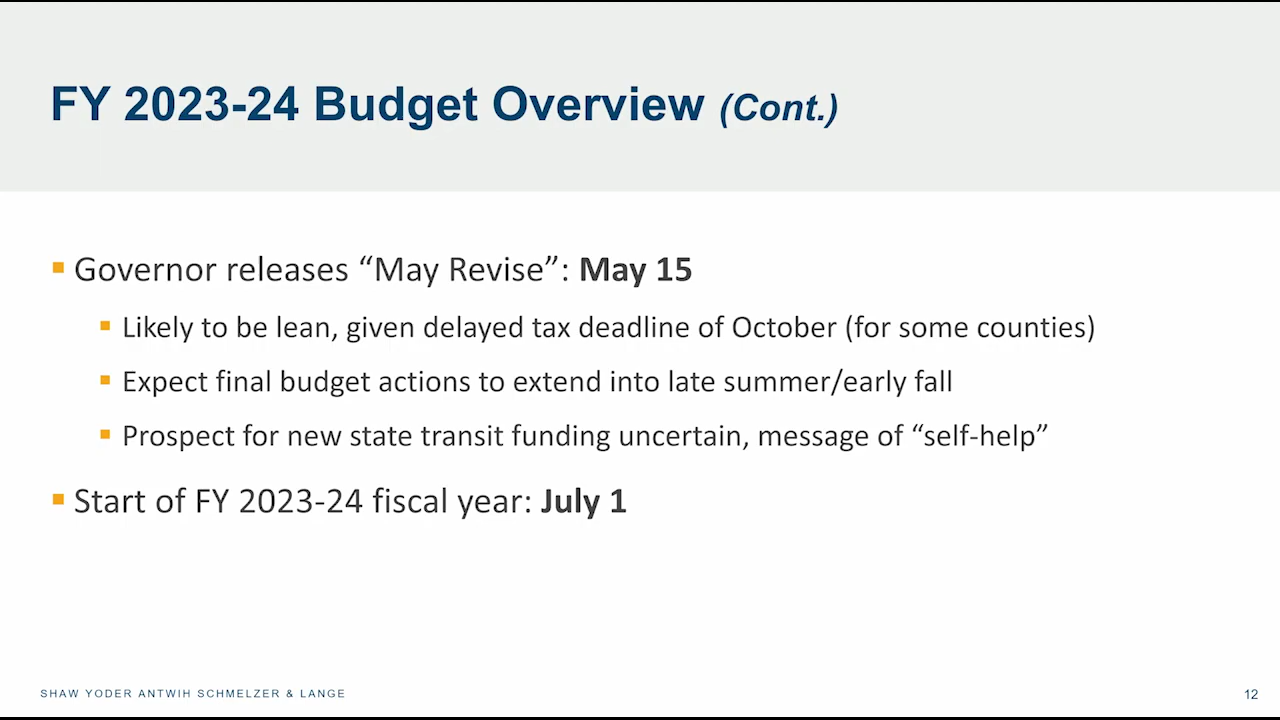 FY 2023-24 Budget Overview (Cont.)
▪ Governor releases “May Revise”: May 15
▪ Likely to be lean, given delayed tax deadline of October (for some counties)
▪ Expect final budget actions to extend into late summer/early fall
▪ Prospect for new state transit funding uncertain, message of “self-help”
▪ Start of FY 2023-24 fiscal year: July 1
SHAW YODER ANTWIH SCHMELZER & LANGE
12